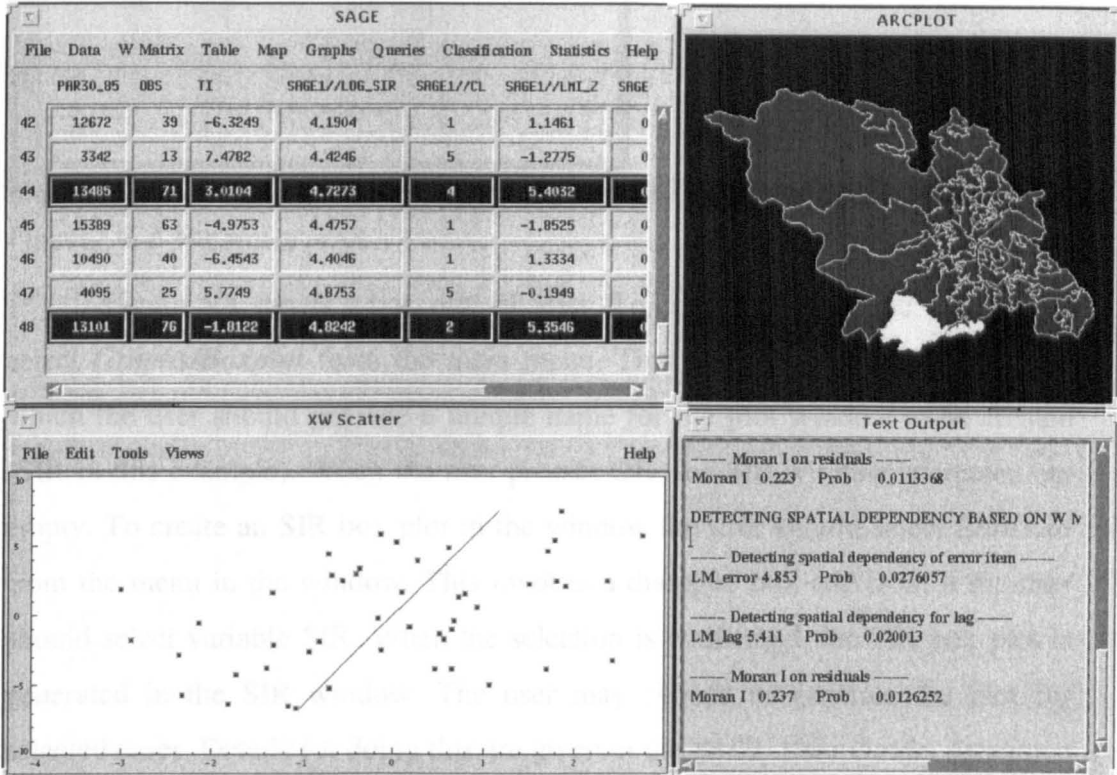 SAGE
File Data W Matrix Table Map Graphs Queries Classification Statistics Help
PAR30_85 OBS TI SAGE1//LOG_SIR SAGE1//CL SAGE1//LMI_Z SAGE
42 12672 39 -6.3249 4.1904 1 1.1461 0
43 3342 13 7.4782 4.4246 5 -1.2775 0
44 13485 71 3.0104 4.7273 4 5.4032 0
45 15389 63 -4.9753 4.4757 1 -1.8525 0
46 10490 40 -6.4543 4.4046 1 1.3334 0
47 4095 25 5.7749 4.8753 5 -0.1949 0
48 13101 76 -1.8122 4.8242 2 5.3546 0
ARCPLOT
XW Scatter
File Edit Tools Views Help
10
5
0
-5
-10
-4 -3 -2 -1 0 1 2
Text Output
----- Moran I on residuals -----
Moran I 0.223 Prob 0.0113368
DETECTING SPATIAL DEPENDENCY BASED ON W M
----- Detecting spatial dependency of error item -----
LM_error 4.853 Prob 0.0276057
----- Detecting spatial dependency for lag -----
LM_lag 5.411 Prob 0.020013
----- Moran I on residuals -----
Moran I 0.237 Prob 0.0126252